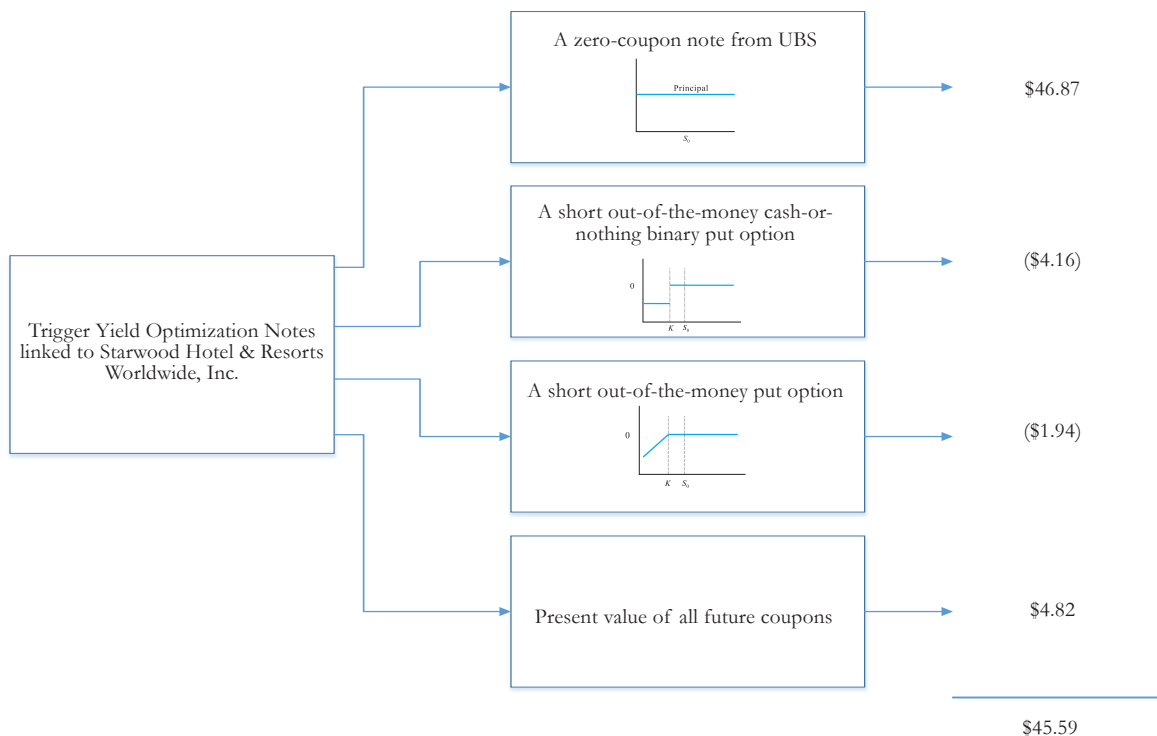 A zero-coupon note from UBS
Principal
S0
$46.87
A short out-of-the-money cash-or-
nothing binary put option
0
K S0
($4.16)
Trigger Yield Optimization Notes
linked to Starwood Hotel & Resorts
Worldwide, Inc.
A short out-of-the-money put option
0
K S0
($1.94)
Present value of all future coupons
$4.82
$45.59